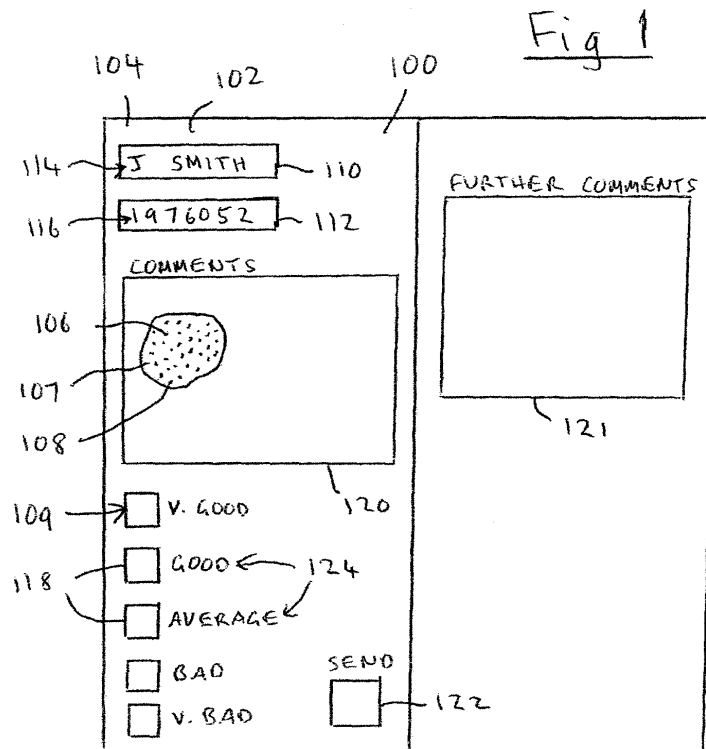 Fig 1
104
102
100
114
J SMITH
110
116
1976052
112
COMMENTS
FURTHER COMMENTS
106
107
108
120
121
109
V. GOOD
118
GOOD
124
AVERAGE
BAD
V. BAD
SEND
122